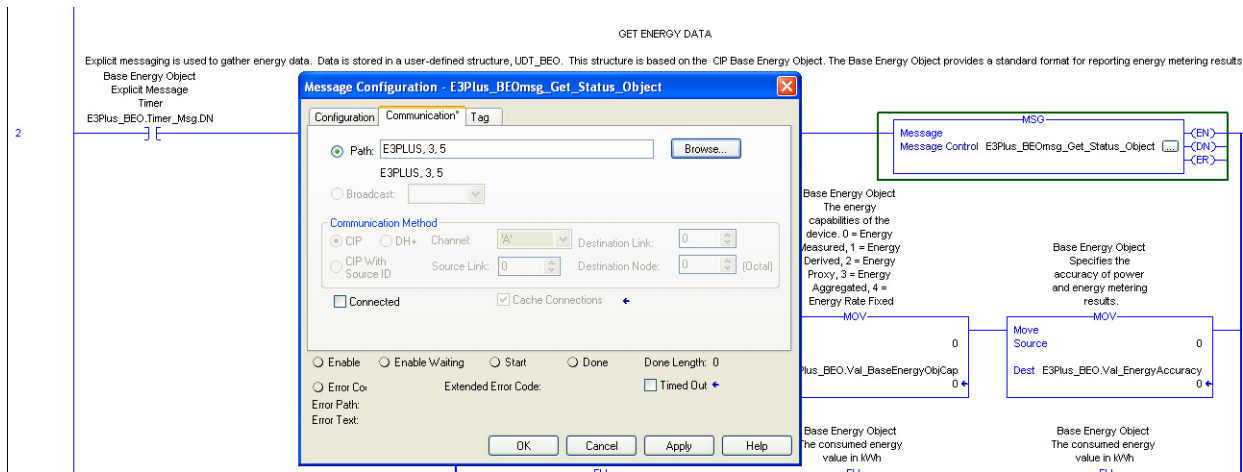 GET ENERGY DATA
Explicit messaging is used to gather energy data. Data is stored in a user-defined structure, UDT_BEO. This structure is based on the CIP Base Energy Object. The Base Energy Object provides a standard format for reporting energy metering results
Base Energy Object
Explicit Message
Timer
E3Plus_BEO.Timer_Msg.DN
2
Message Configuration - E3Plus_BEOmsg_Get_Status_Object
Configuration Communication* Tag
Path: E3PLUS, 3, 5 Browse...
E3PLUS, 3, 5
Broadcast:
Communication Method
CIP DH+ Channel: 'A' Destination Link: 0
CIP With
Source ID Source Link: 0 Destination Node: 0 (Octal)
Connected Cache Connections
Enable Enable Waiting Start Done Done Length: 0
Error Co Extended Error Code: Timed Out
Error Path:
Error Text:
OK Cancel Apply Help
MSG
Message
Message Control E3Plus_BEOmsg_Get_Status_Object ...
EN
DN
ER
Base Energy Object
The energy
capabilities of the
device. 0 = Energy
Measured, 1 = Energy
Derived, 2 = Energy
Proxy, 3 = Energy
Aggregated, 4 =
Energy Rate Fixed
MOV
0
Plus_BEO.Val_BaseEnergyObjCap
0
Base Energy Object
Specifies the
accuracy of power
and energy metering
results.
MOV
Move
Source 0
Dest E3Plus_BEO.Val_EnergyAccuracy
0
Base Energy Object
The consumed energy
value in kWh
Base Energy Object
The consumed energy
value in kWh